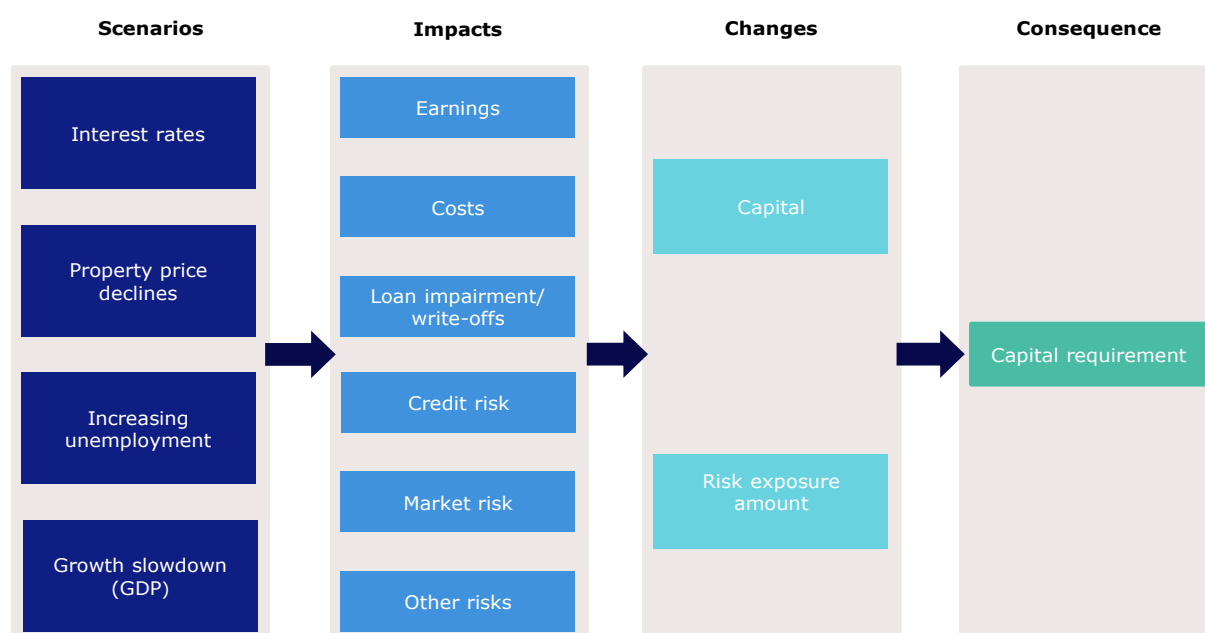 Scenarios
Impacts
Changes
Consequence
Interest rates
Property price
declines
Increasing
unemployment
Growth slowdown
(GDP)
Earnings
Costs
Loan impairment/
write-offs
Credit risk
Market risk
Other risks
Capital
Risk exposure
amount
Capital requirement